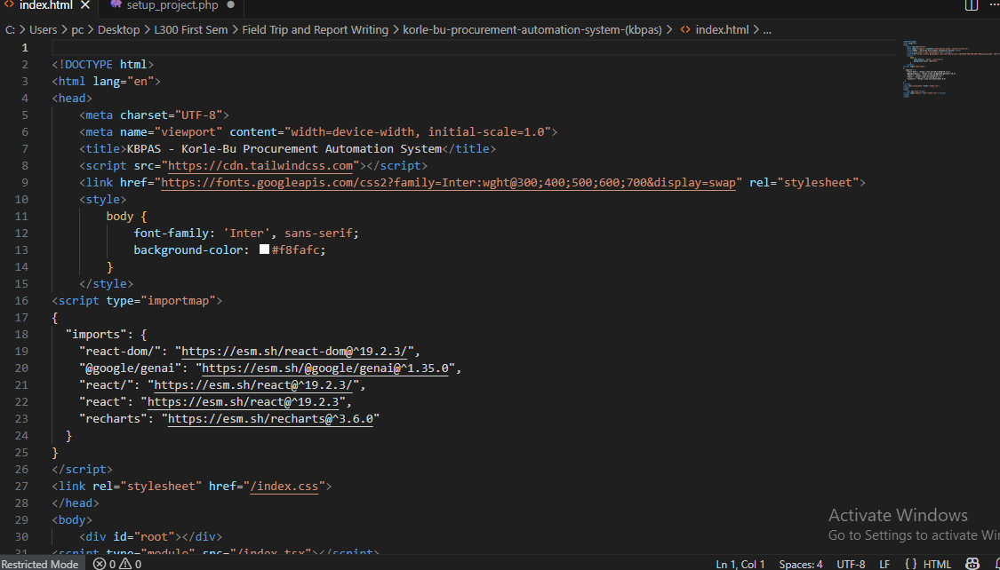 index.html
setup_project.php
C: > Users > pc > Desktop > L300 First Sem > Field Trip and Report Writing > korle-bu-procurement-automation-system-(kbpas) > <> index.html > ...
1
2 <!DOCTYPE html>
3 <html lang="en">
4 <head>
5 <meta charset="UTF-8">
6 <meta name="viewport" content="width=device-width, initial-scale=1.0">
7 <title>KBPAS - Korle-Bu Procurement Automation System</title>
8 <script src="https://cdn.tailwindcss.com"></script>
9 <link href="https://fonts.googleapis.com/css2?family=Inter:wght@300;400;500;600;700&display=swap" rel="stylesheet">
10 <style>
11 body {
12 font-family: 'Inter', sans-serif;
13 background-color: #f8fafc;
14 }
15 </style>
16 <script type="importmap">
17 {
18 "imports": {
19 "react-dom/": "https://esm.sh/react-dom@^19.2.3/",
20 "@google/genai": "https://esm.sh/@google/genai@^1.35.0",
21 "react/": "https://esm.sh/react@^19.2.3/",
22 "react": "https://esm.sh/react@^19.2.3",
23 "recharts": "https://esm.sh/recharts@^3.6.0"
24 }
25 }
26 </script>
27 <link rel="stylesheet" href="/index.css">
28 </head>
29 <body>
30 <div id="root"></div>
31 <script type="module" src="/index.tsx"></script>
Activate Windows
Go to Settings to activate Wi
Restricted Mode 0 0 Ln 1, Col 1 Spaces: 4 UTF-8 LF {} HTML